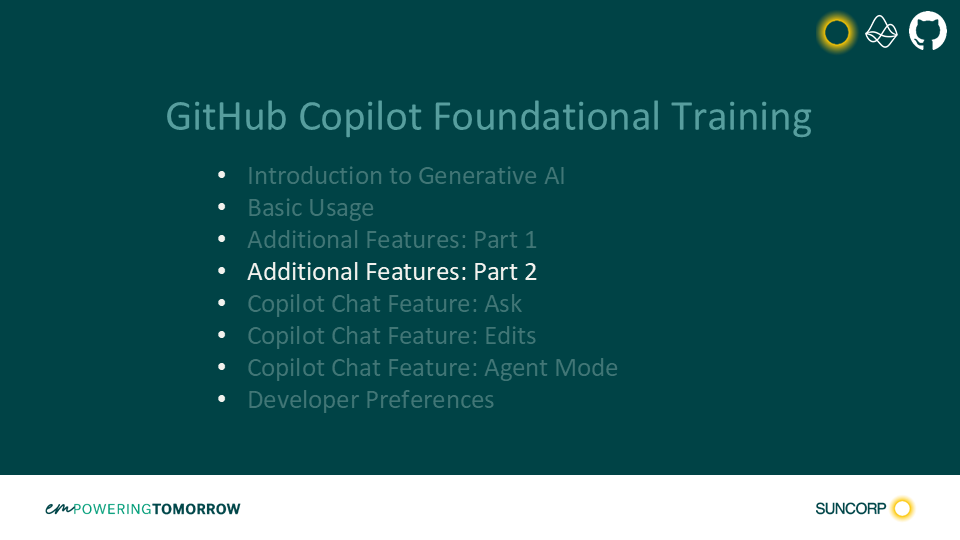 GitHub Copilot Foundational Training
• Introduction to Generative AI
• Basic Usage
• Additional Features: Part 1
• Additional Features: Part 2
• Copilot Chat Feature: Ask
• Copilot Chat Feature: Edits
• Copilot Chat Feature: Agent Mode
• Developer Preferences
emPOWERINGTOMORROW
SUNCORP